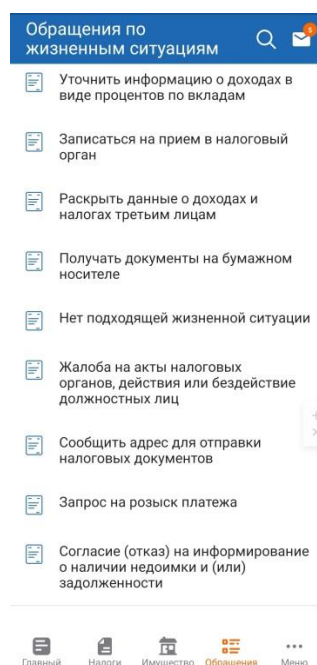 Обращения по
жизненным ситуациям
5
Уточнить информацию о доходах в
виде процентов по вкладам
Записаться на прием в налоговый
орган
Раскрыть данные о доходах и
налогах третьим лицам
Получать документы на бумажном
носителе
Нет подходящей жизненной ситуации
Жалоба на акты налоговых
органов, действия или бездействие
должностных лиц
Сообщить адрес для отправки
налоговых документов
Запрос на розыск платежа
Согласие (отказ) на информирование
о наличии недоимки и (или)
задолженности
Главный Налоги Имущество Обращения Меню